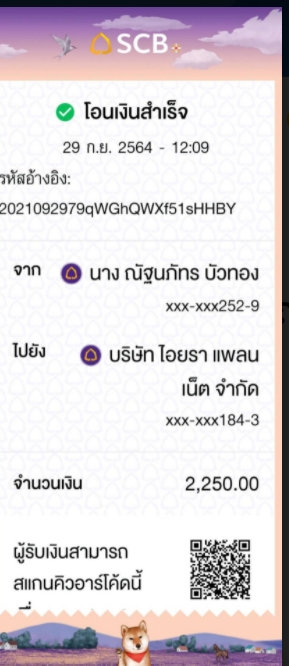 SCB
โอนเงินสำเร็จ
29 ก.ย. 2564 - 12:09
รหัสอ้างอิง:
2021092979qWGhQWXf51sHHBY
จาก นาง ณัฐนภัทร บัวทอง
xxx-xxx252-9
ไปยัง บริษัท ไอยรา แพลน
เน็ต จำกัด
xxx-xxx184-3
จำนวนเงิน 2,250.00
ผู้รับเงินสามารถ
สแกนคิวอาร์โค้ดนี้